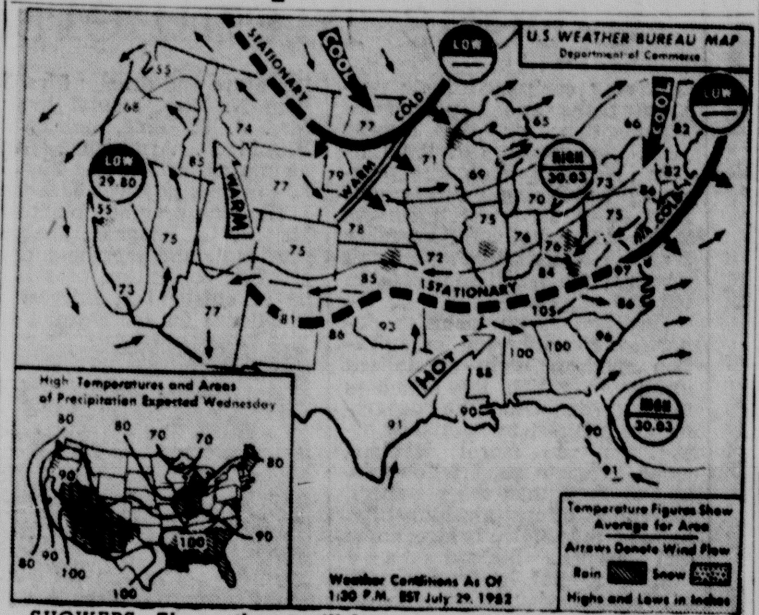 U.S. WEATHER BUREAU MAP
Department of Commerce
STATIONARY
COOL
COLD
LOW
LOW
COOL
55
68
74
77
65
66
82
LOW
29.80
85
WARM
77
79
WARM
71
69
HIGH
30.03
73
82
86
55
75
75
78
75
70
76
76
75
COLD
73
77
85
72
STATIONARY
84
97
81
86
93
105
86
96
HOT
88
100
100
91
90
90
91
HIGH
30.03
High Temperatures and Areas
of Precipitation Expected Wednesday
80
80
70
70
80
90
90
80
90
100
100
100
Temperature Figures Show
Average for Area
Arrows Denote Wind Flow
Rain
Snow
Highs and Lows in Inches
Weather Conditions As Of
1:30 P.M. EST July 29, 1952